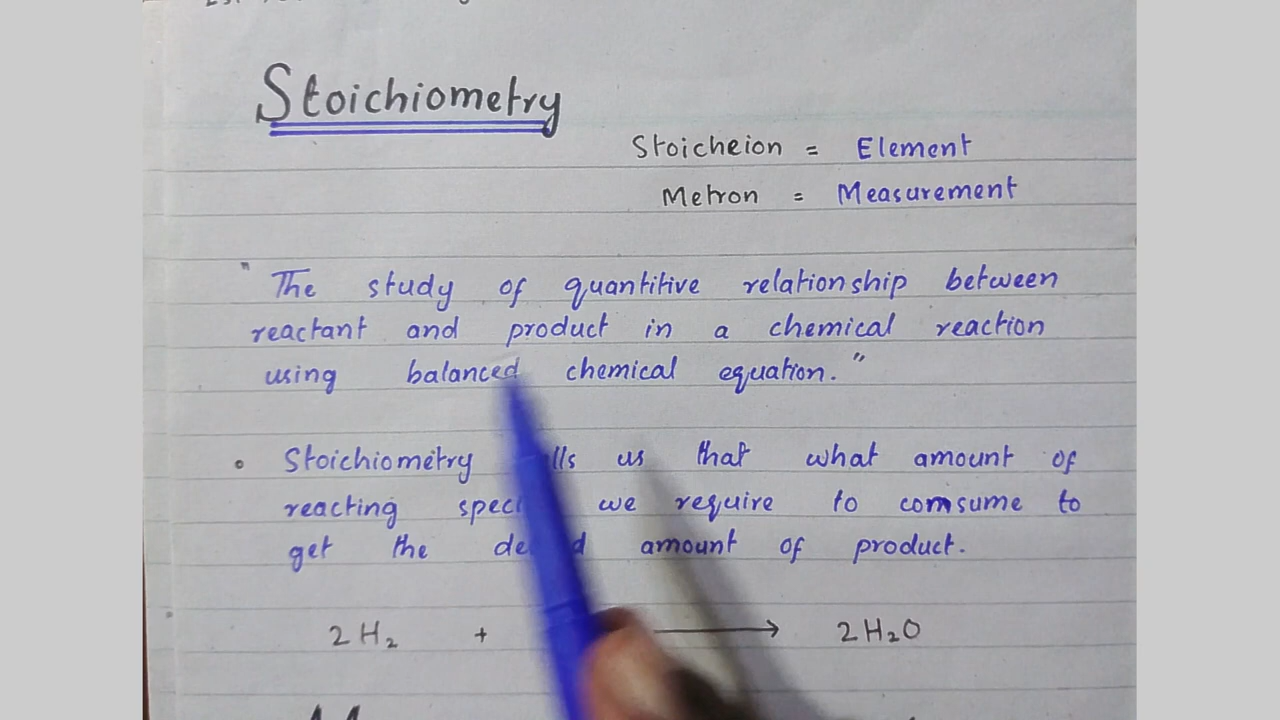 Stoichiometry
Stoicheion = Element
Metron = Measurement
" The study of quantitive relationship between
reactant and product in a chemical reaction
using balanced chemical equation."
• Stoichiometry us that what amount of
reacting we require to comsume to
get the amount of product.
2H₂ + → 2H₂O